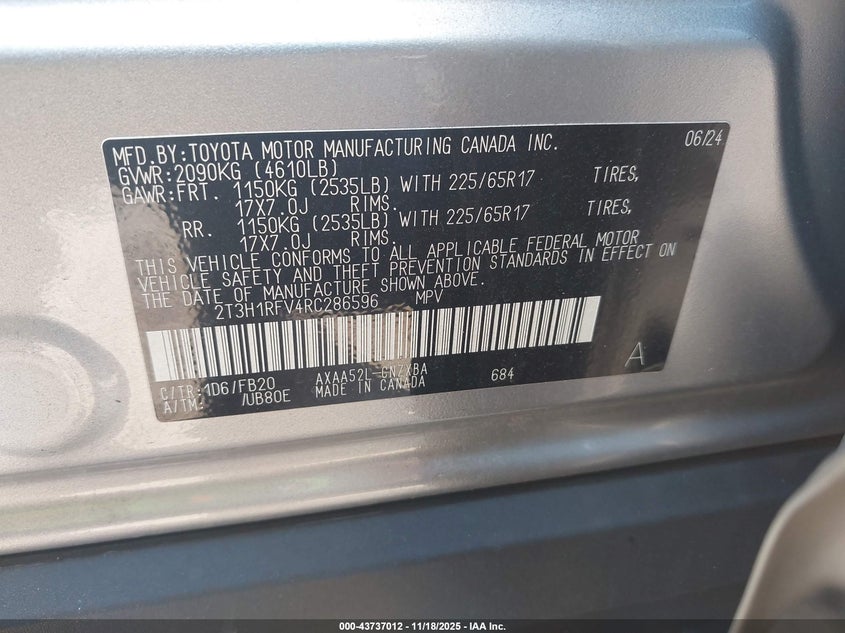 MFD.BY:TOYOTA MOTOR MANUFACTURING CANADA INC. 06/24
GVWR:2090KG (4610LB)
GAWR:FRT. 1150KG (2535LB) WITH 225/65R17 TIRES,
17X7.0J RIMS.
RR. 1150KG (2535LB) WITH 225/65R17 TIRES,
17X7.0J RIMS.
THIS VEHICLE CONFORMS TO ALL APPLICABLE FEDERAL MOTOR
VEHICLE SAFETY AND THEFT PREVENTION STANDARDS IN EFFECT ON
THE DATE OF MANUFACTURE SHOWN ABOVE.
2T3H1RFV4RC286596 MPV
A
C/TR:1D6/FB20 AXAA52L-GNZXBA 684
A/TM: /UB80E MADE IN CANADA
000-43737012 | 11/18/2025 - IAA Inc.